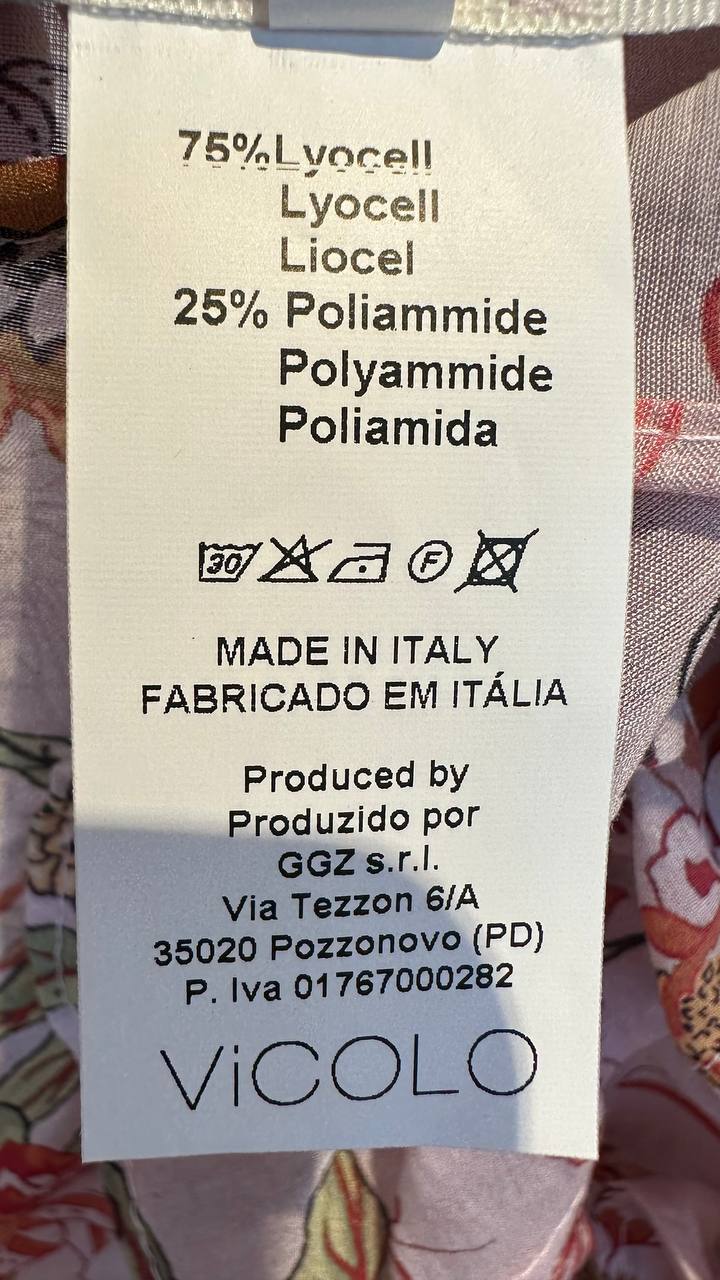 75%Lyocell
Lyocell
Liocel
25% Poliammide
Polyammide
Poliamida
30 F
MADE IN ITALY
FABRICADO EM ITÁLIA
Produced by
Produzido por
GGZ s.r.l.
Via Tezzon 6/A
35020 Pozzonovo (PD)
P. Iva 01767000282
ViCOLO